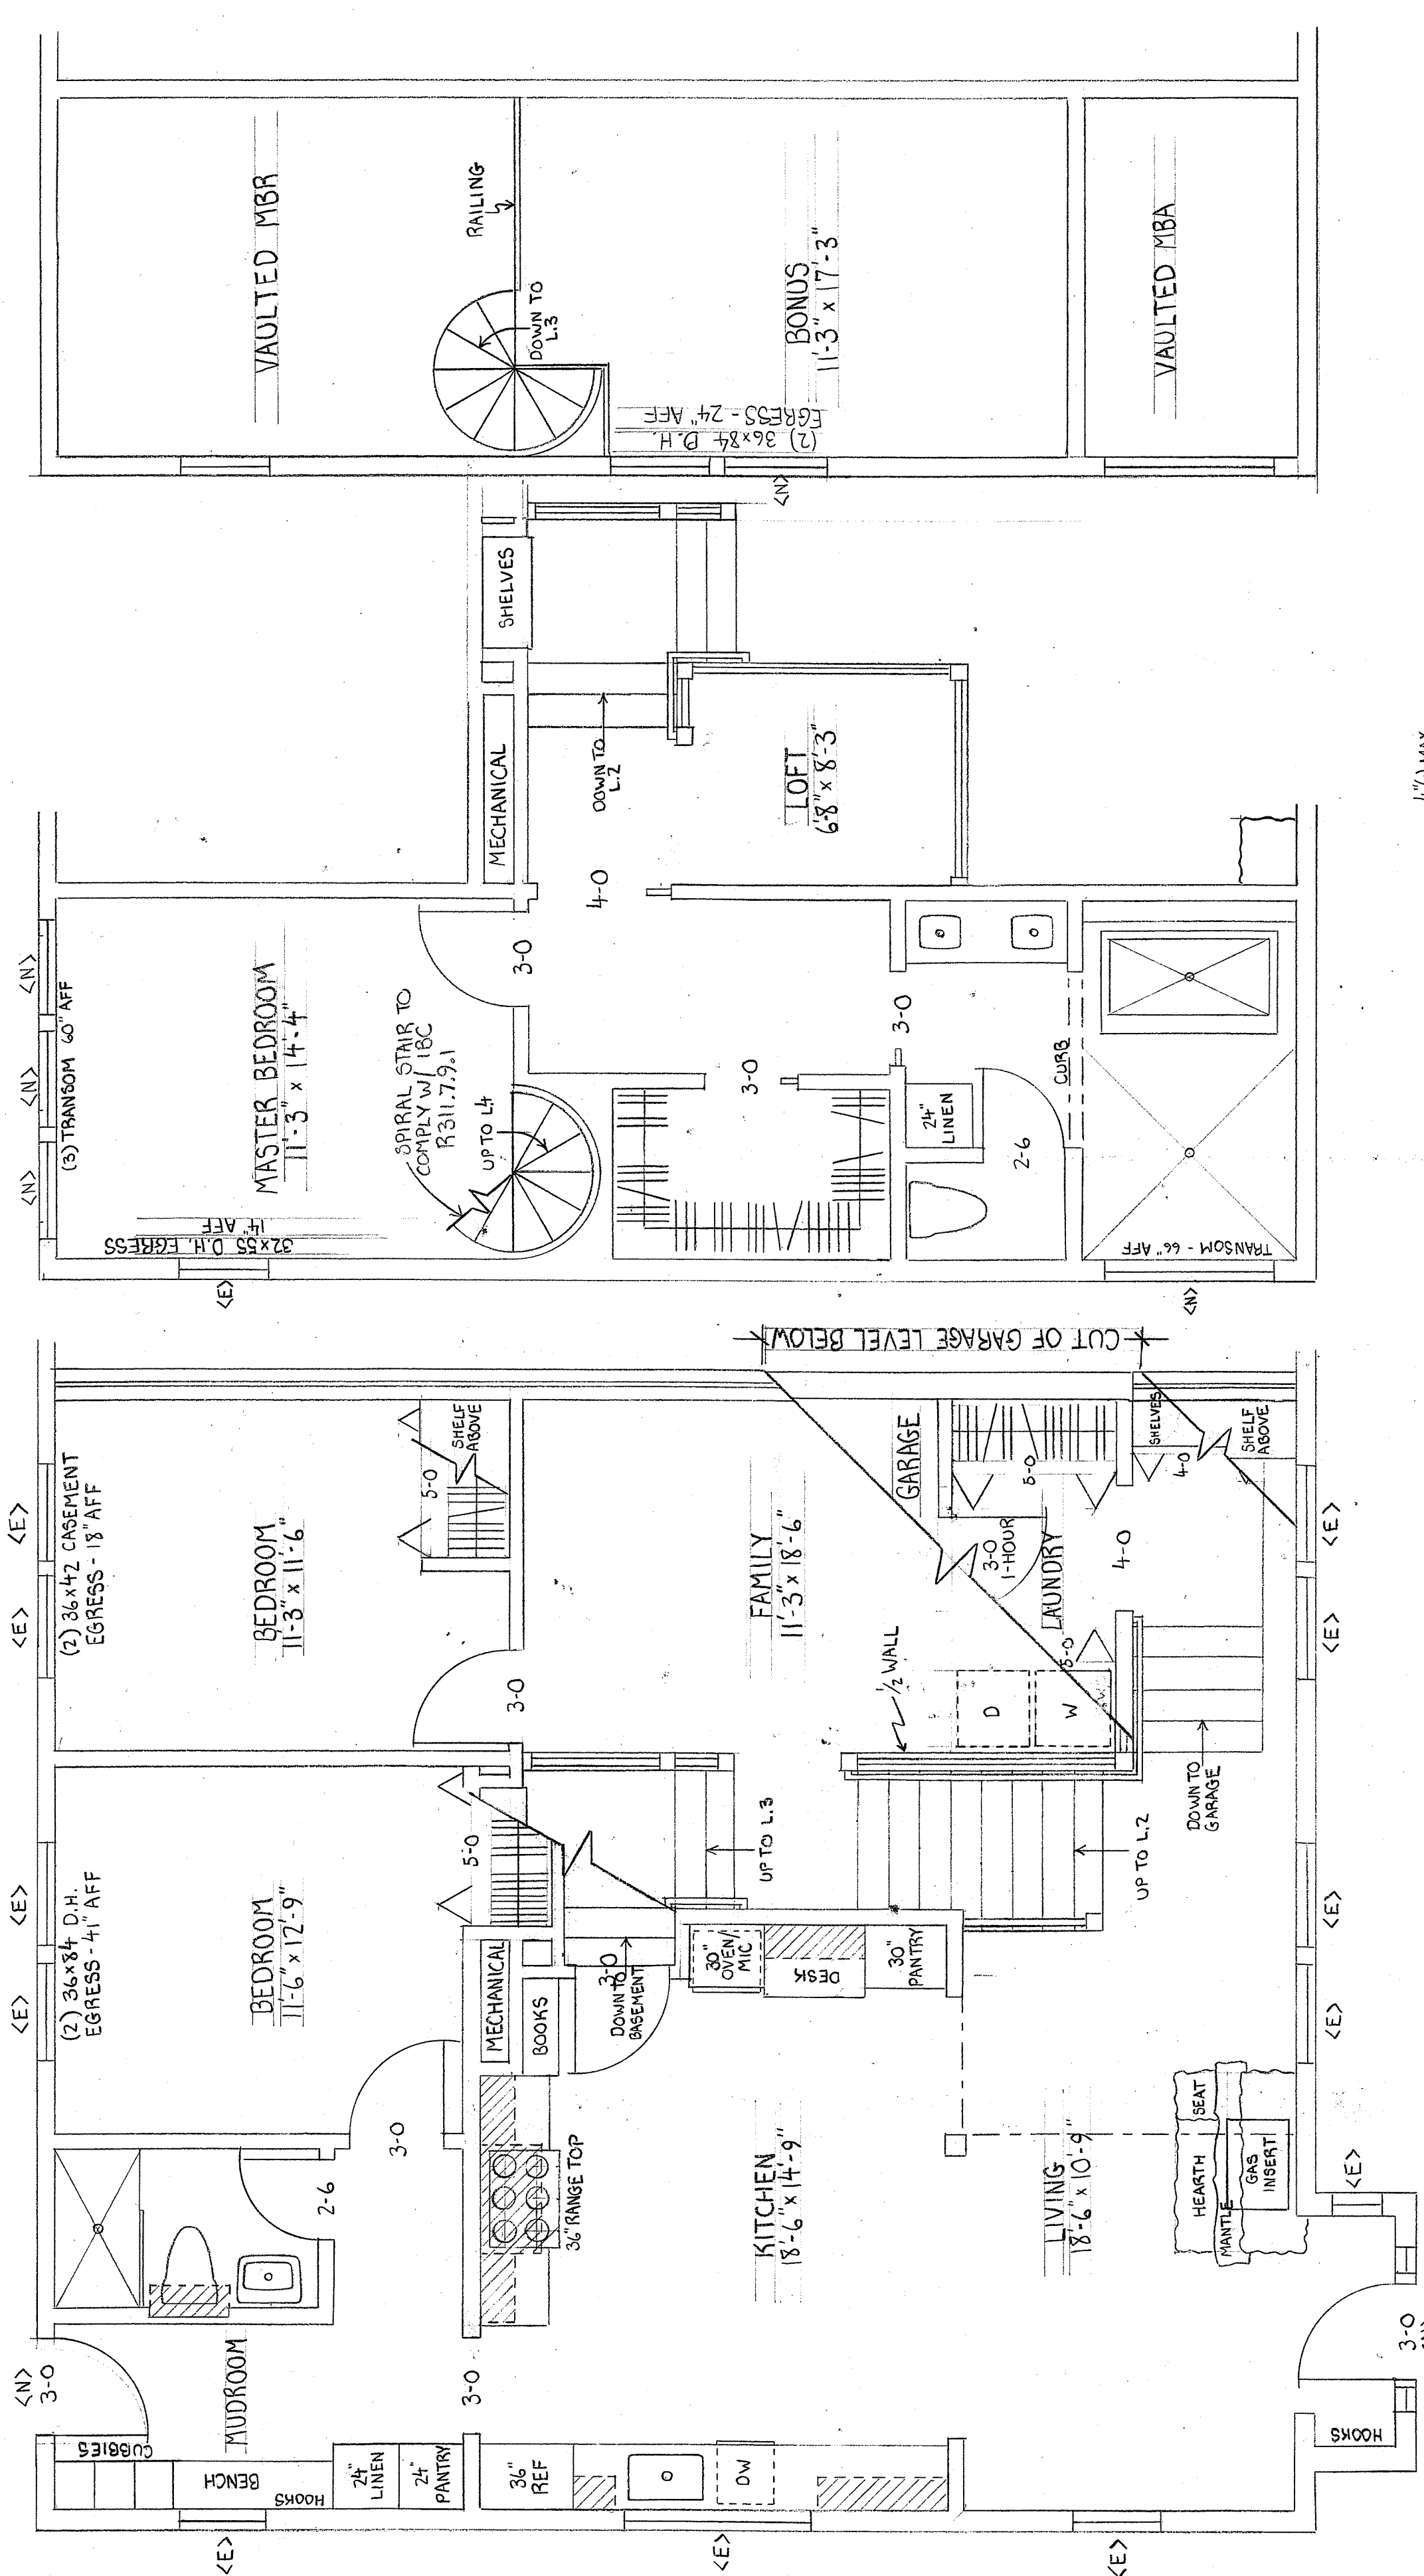 VAULTED MBR
RAILING
DOWN TO
L.3
BONUS
11'-3" x 17'-3"
(2) 36x84 D.H.
EGRESS - 24" AFF
VAULTED MBA
<N>
SHELVES
MECHANICAL
DOWN TO
L.2
LOFT
6'-8" x 8'-3"
4-0
<N>
<N>
<N>
(3) TRANSOM 60" AFF
MASTER BEDROOM
11'-3" x 14'-4"
3-0
SPIRAL STAIR TO
COMPLY W/ IBC
R311.7.9.1
UP TO L4
32x55 D.H. EGRESS
14" AFF
<E>
3-0
3-0
24"
LINEN
2-6
CURB
TRANSOM - 66" AFF
<N>
CUT OF GARAGE LEVEL BELOW
<E>
<E>
(2) 36x42 CASEMENT
EGRESS - 18" AFF
BEDROOM
11'-3" x 11'-6"
5-0
SHELF
ABOVE
3-0
FAMILY
11'-3" x 18'-6"
1/2 WALL
GARAGE
3-0
1-HOUR
5-0
LAUNDRY
5-0
D
W
4-0
SHELVES
4-0
SHELF
ABOVE
<E>
<E>
DOWN TO
GARAGE
<E>
<E>
(2) 36x84 D.H.
EGRESS - 41" AFF
BEDROOM
11'-6" x 12'-9"
5-0
UP TO L.3
UP TO L.2
MECHANICAL
BOOKS
3-0
DOWN TO
BASEMENT
30"
OVEN/
MIC
DESK
30"
PANTRY
<E>
<E>
3-0
2-6
36" RANGE TOP
KITCHEN
18'-6" x 14'-9"
LIVING
18'-6" x 10'-9"
HEARTH SEAT
MANTLE
GAS
INSERT
<E>
<N>
3-0
MUDROOM
3-0
CUBBIES
BENCH
HOOKS
24"
LINEN
24"
PANTRY
36"
REF
DW
HOOKS
3-0
<E>
<E>
<E>